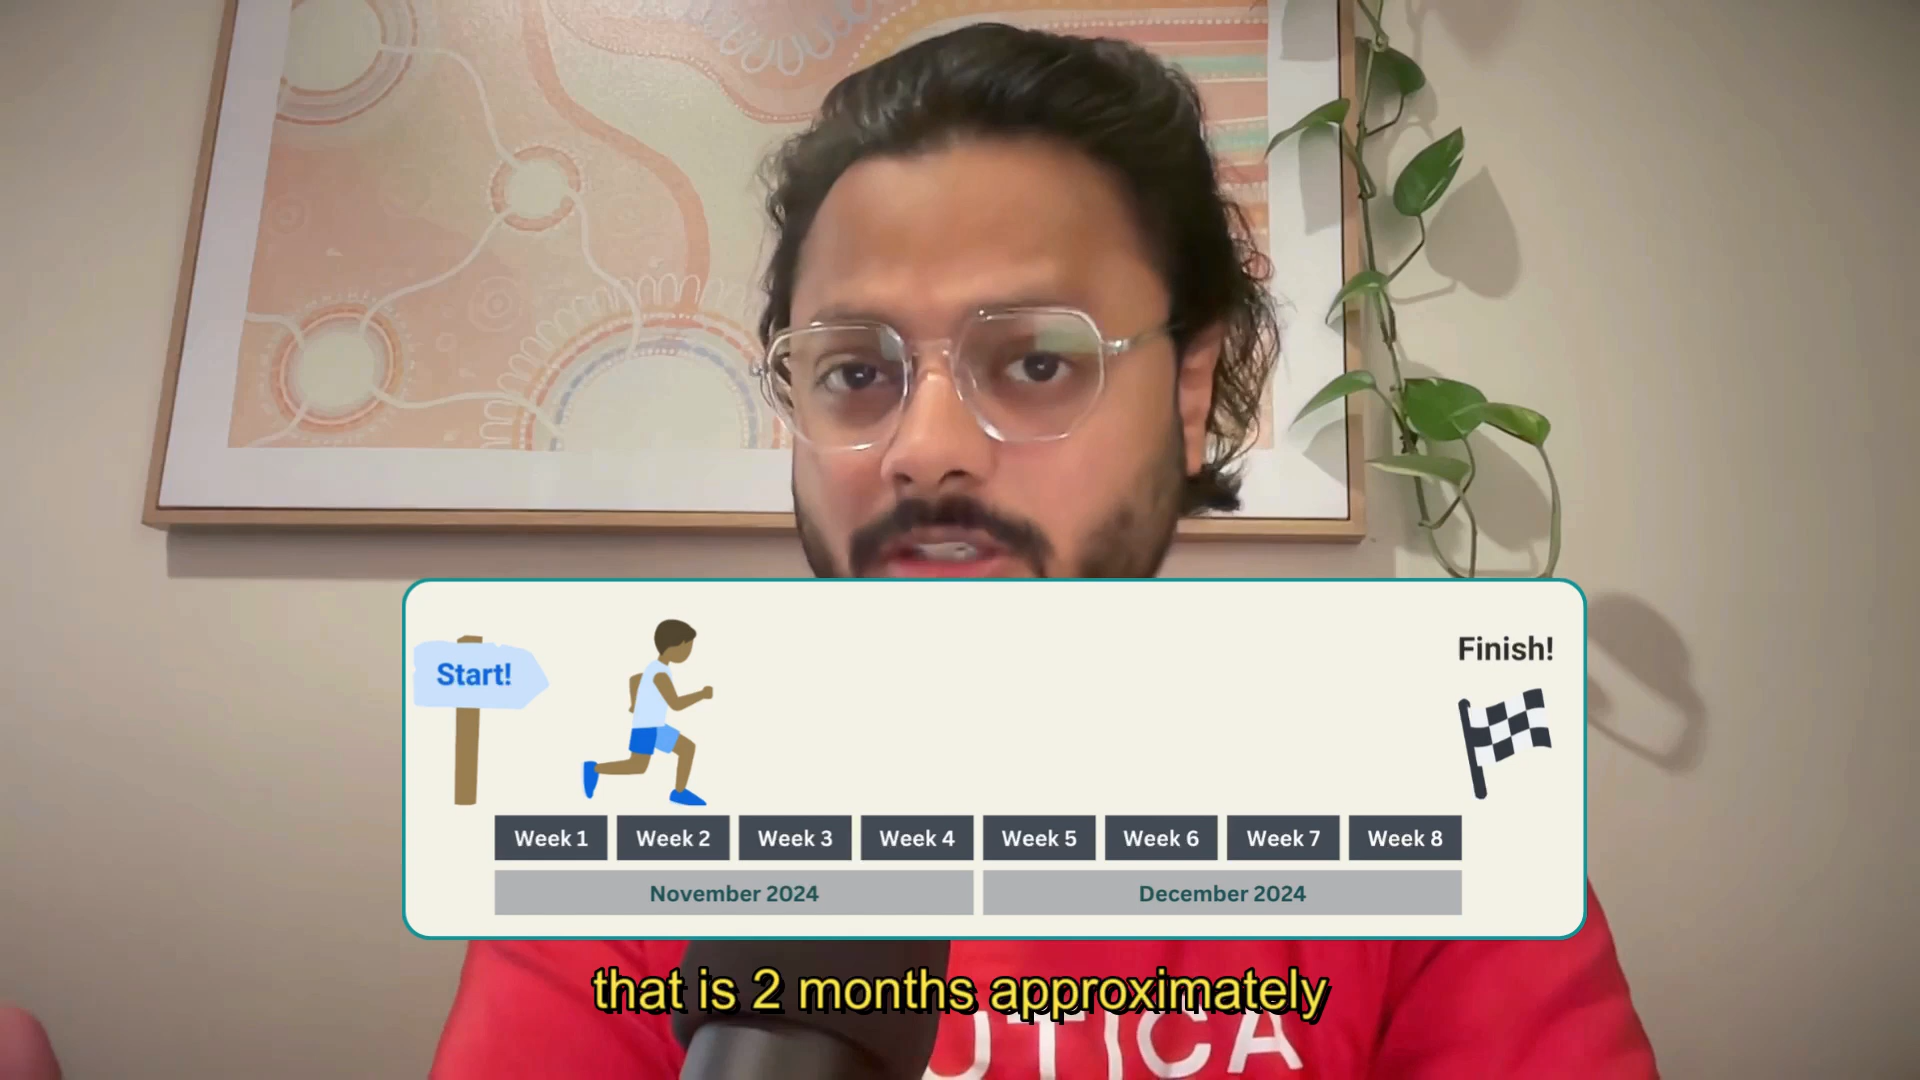 Start!
Finish!
Week 1 Week 2 Week 3 Week 4 Week 5 Week 6 Week 7 Week 8
November 2024 December 2024
that is 2 months approximately
UTICA